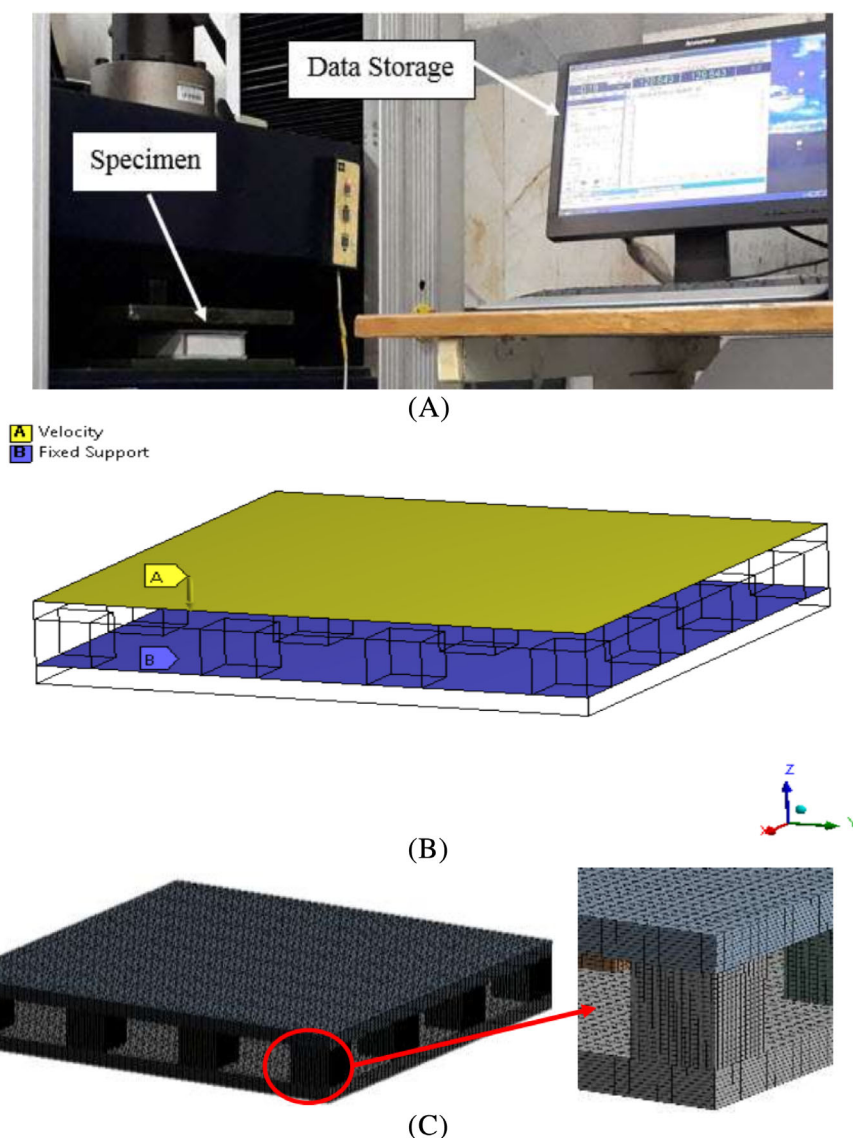 Data Storage
Specimen
(A)
A Velocity
B Fixed Support
A
B
Z
X
Y
(B)
(C)